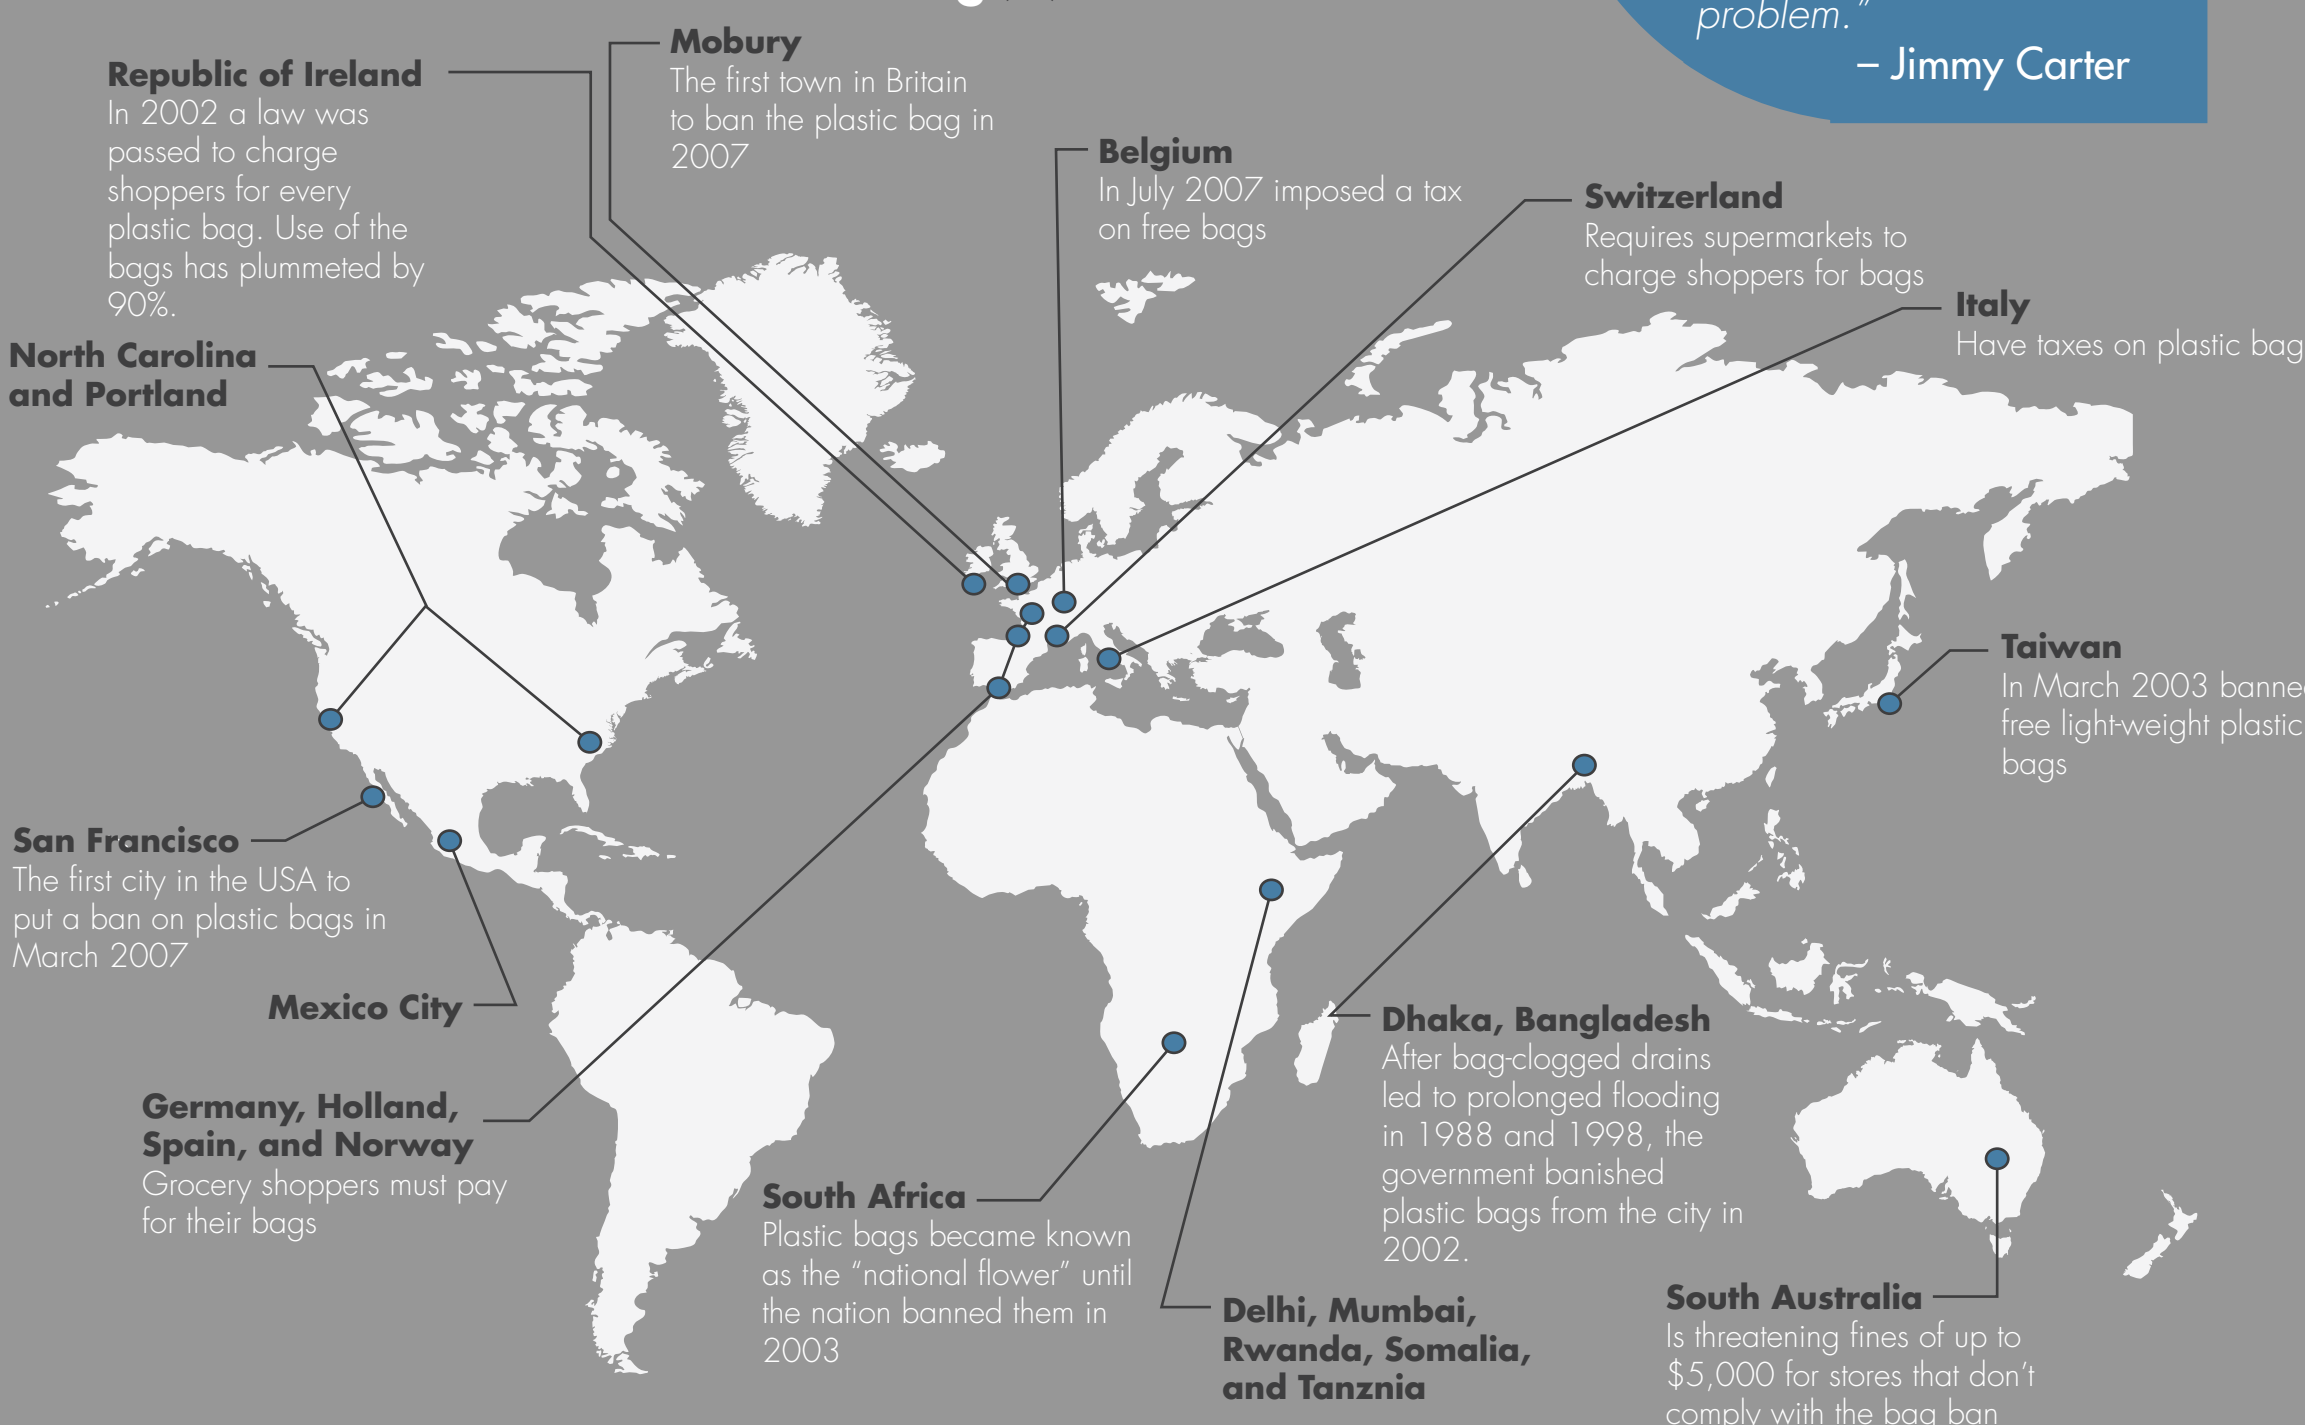 problem.”
– Jimmy Carter
Mobury
The first town in Britain
to ban the plastic bag in
2007
Republic of Ireland
In 2002 a law was
passed to charge
shoppers for every
plastic bag. Use of the
bags has plummeted by
90%.
Belgium
In July 2007 imposed a tax
on free bags
Switzerland
Requires supermarkets to
charge shoppers for bags
Italy
Have taxes on plastic bag
North Carolina
and Portland
Taiwan
In March 2003 banned
free light-weight plastic
bags
San Francisco
The first city in the USA to
put a ban on plastic bags in
March 2007
Mexico City
Germany, Holland,
Spain, and Norway
Grocery shoppers must pay
for their bags
South Africa
Plastic bags became known
as the “national flower” until
the nation banned them in
2003
Dhaka, Bangladesh
After bag-clogged drains
led to prolonged flooding
in 1988 and 1998, the
government banished
plastic bags from the city in
2002.
Delhi, Mumbai,
Rwanda, Somalia,
and Tanznia
South Australia
Is threatening fines of up to
$5,000 for stores that don’t
comply with the bag ban